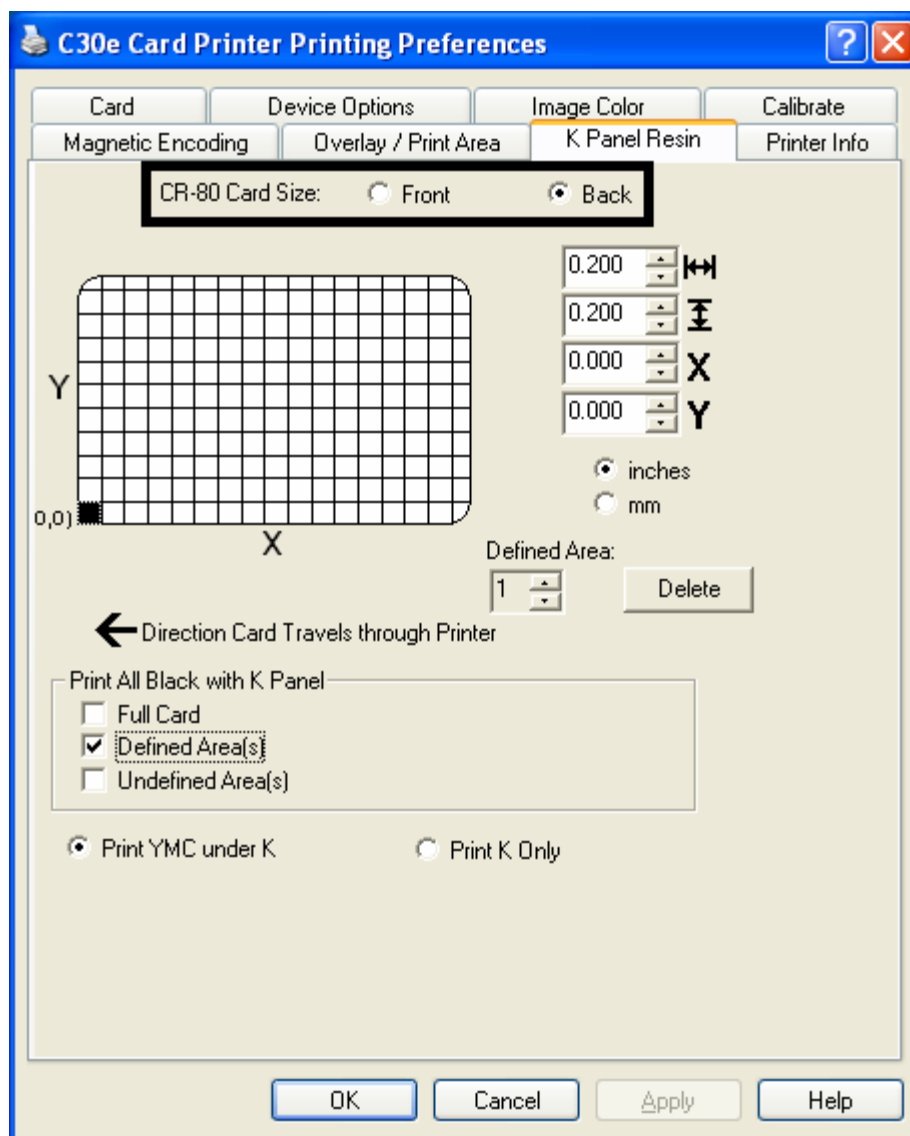 C30e Card Printer Printing Preferences
Card Device Options Image Color Calibrate
Magnetic Encoding Overlay / Print Area K Panel Resin Printer Info
CR-80 Card Size: Front Back
0.200
0.200
0.000 X
0.000 Y
Y
0,0)
X
inches
mm
Defined Area:
1 Delete
Direction Card Travels through Printer
Print All Black with K Panel
Full Card
Defined Area(s)
Undefined Area(s)
Print YMC under K Print K Only
OK Cancel Apply Help